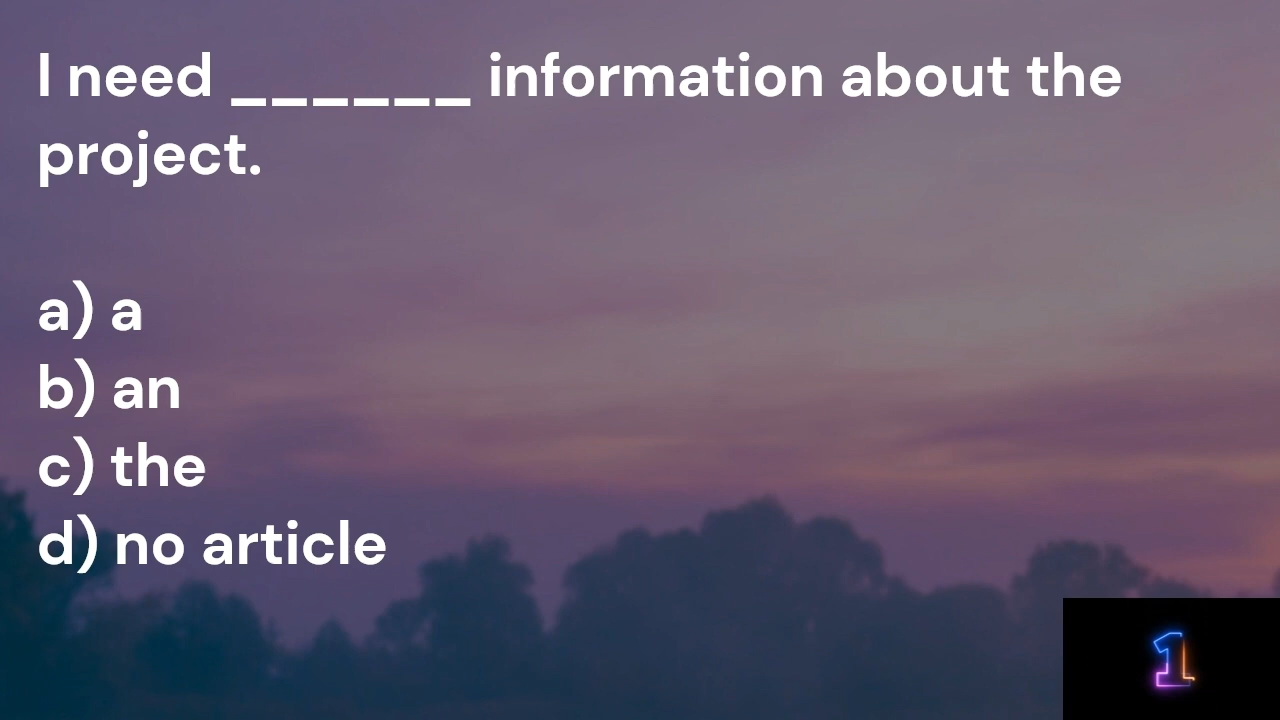 I need ______ information about the
project.
a) a
b) an
c) the
d) no article
1